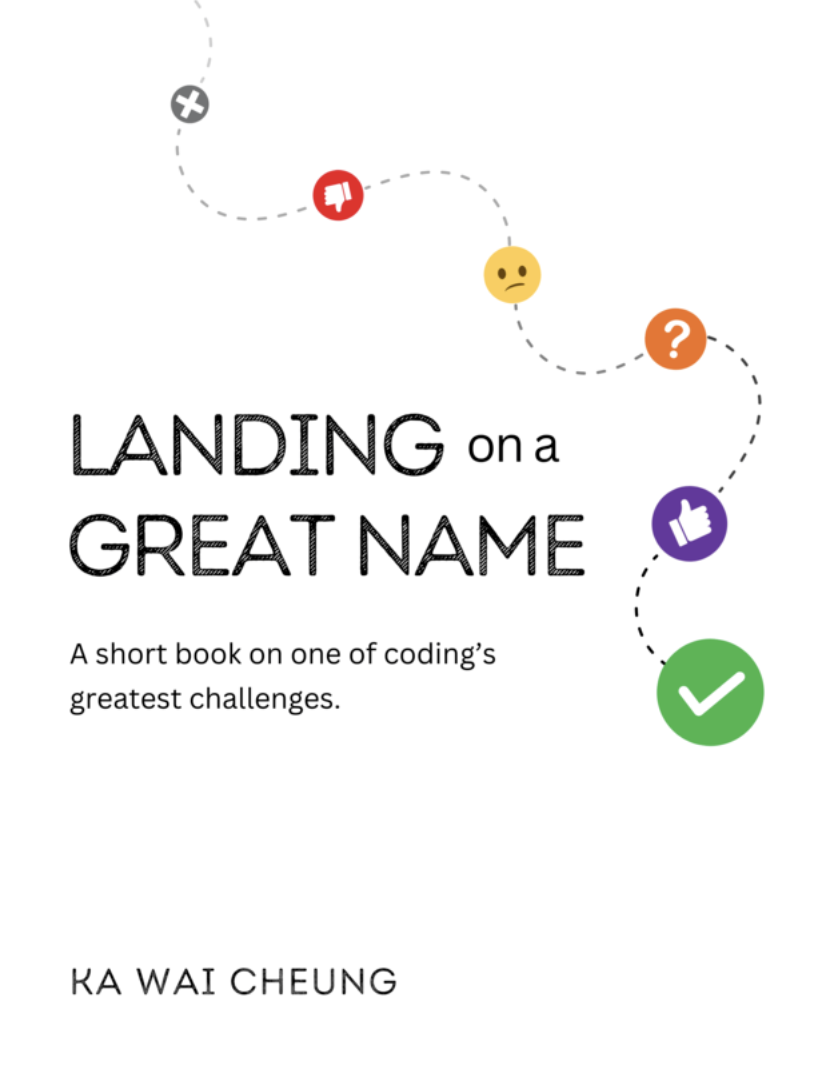 LANDING on a
GREAT NAME
A short book on one of coding’s
greatest challenges.
KA WAI CHEUNG